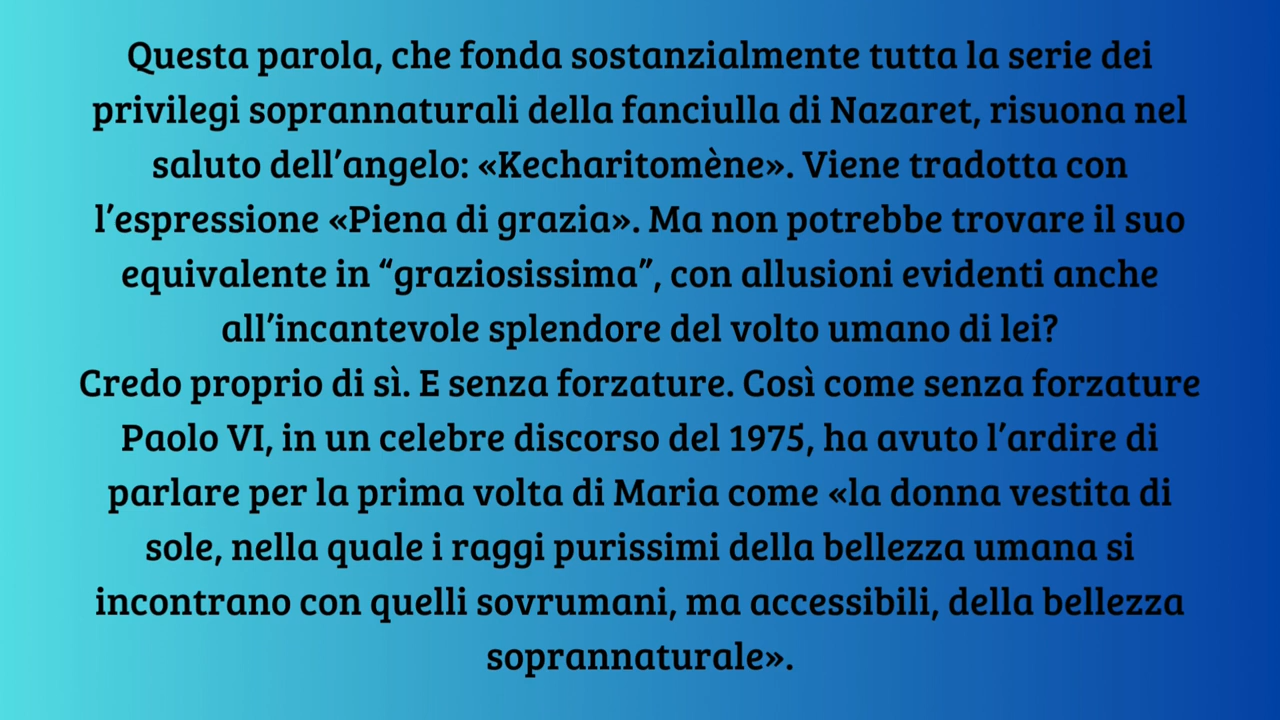 Questa parola, che fonda sostanzialmente tutta la serie dei
privilegi soprannaturali della fanciulla di Nazaret, risuona nel
saluto dell’angelo: «Kecharitomène». Viene tradotta con
l’espressione «Piena di grazia». Ma non potrebbe trovare il suo
equivalente in “graziosissima”, con allusioni evidenti anche
all’incantevole splendore del volto umano di lei?
Credo proprio di sì. E senza forzature. Così come senza forzature
Paolo VI, in un celebre discorso del 1975, ha avuto l’ardire di
parlare per la prima volta di Maria come «la donna vestita di
sole, nella quale i raggi purissimi della bellezza umana si
incontrano con quelli sovrumani, ma accessibili, della bellezza
soprannaturale».